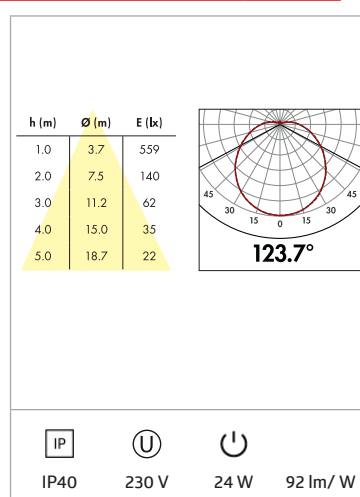 h (m) Ø (m) E (lx)
1.0 3.7 559
2.0 7.5 140
3.0 11.2 62
4.0 15.0 35
5.0 18.7 22
45 30 15 0 15 30 45
123.7°
IP U
IP40 230 V 24 W 92 lm/ W